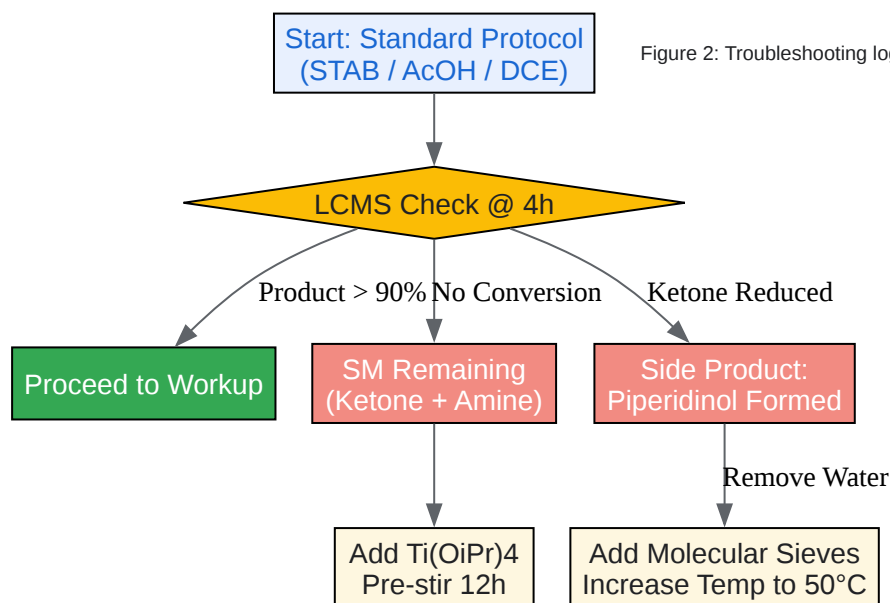 Start: Standard Protocol
(STAB / AcOH / DCE)
Figure 2: Troubleshooting
LCMS Check @ 4h
Product > 90%
No Conversion
Ketone Reduced
Proceed to Workup
SM Remaining
(Ketone + Amine)
Side Product:
Piperidinol Formed
Remove Water
Add Ti(OiPr)4
Pre-stir 12h
Add Molecular Sieves
Increase Temp to 50°C